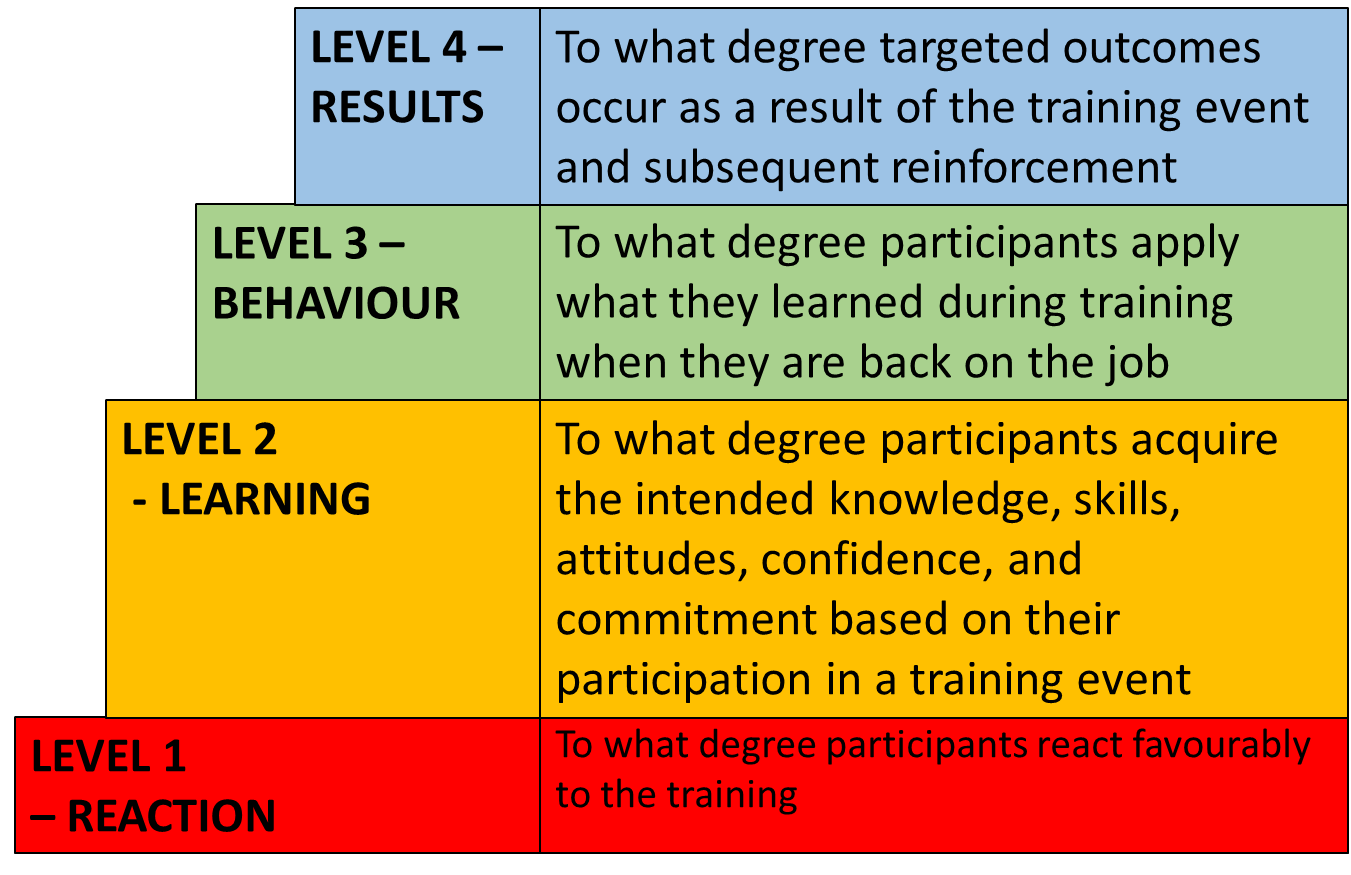 LEVEL 4 –
RESULTS
To what degree targeted outcomes
occur as a result of the training event
and subsequent reinforcement
LEVEL 3 –
BEHAVIOUR
To what degree participants apply
what they learned during training
when they are back on the job
LEVEL 2
- LEARNING
To what degree participants acquire
the intended knowledge, skills,
attitudes, confidence, and
commitment based on their
participation in a training event
LEVEL 1
– REACTION
To what degree participants react favourably
to the training